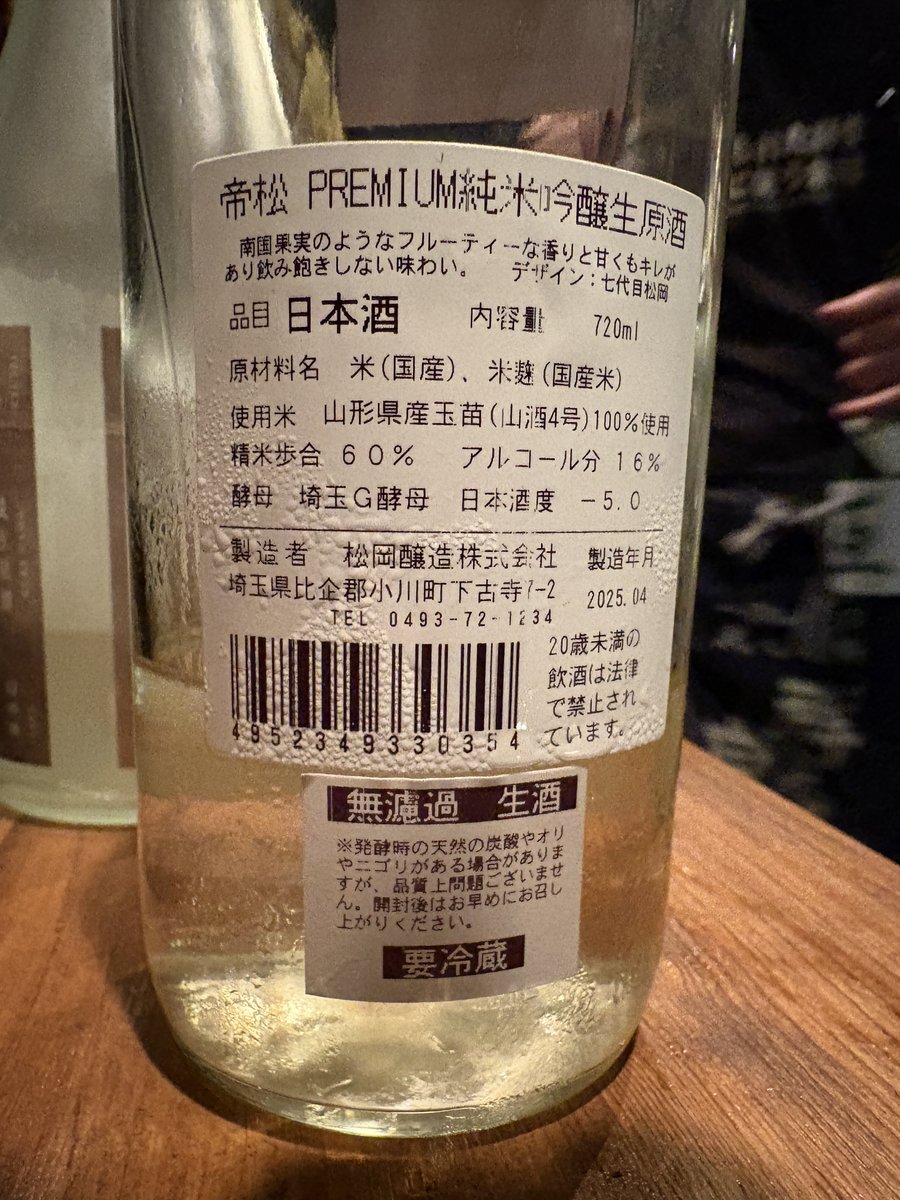 帝松 PREMIUM純米吟醸生原酒
南国果実のようなフルーティーな香りと甘くもキレが
あり飲み飽きしない味わい。 デザイン：七代目松岡
品目 日本酒 内容量 720ml
原材料名 米(国産)、米麹(国産米)
使用米 山形県産玉苗(山酒4号)100%使用
精米歩合 60% アルコール分 16%
酵母 埼玉G酵母 日本酒度 -5.0
製造者 松岡醸造株式会社 製造年月:
埼玉県比企郡小川町下古寺7-2 2025.04
TEL 0493-72-1234
20歳未満の
飲酒は法律
で禁止され
ています。
4952349330354
無濾過 生酒
※発酵時の天然の炭酸やオリ
やニゴリがある場合がありま
すが、品質上問題ございませ
ん。開封後はお早めにお召し
上がりください。
要冷蔵